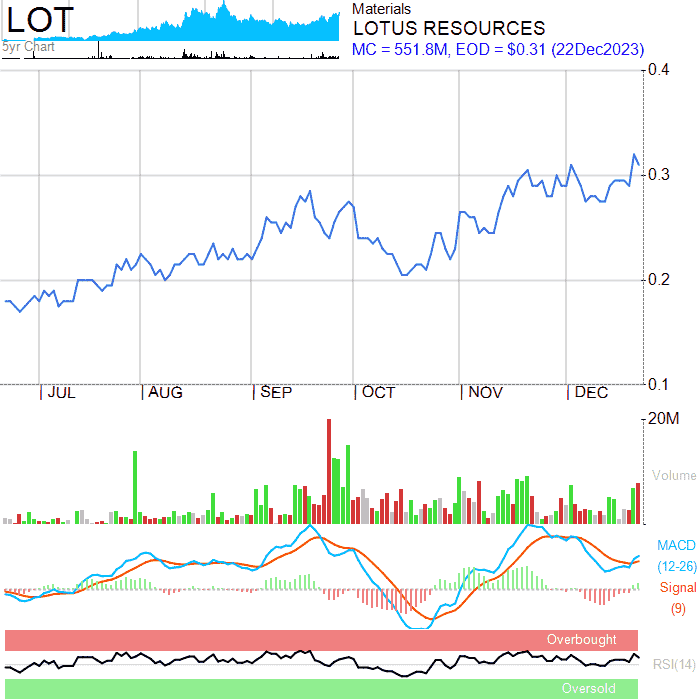 LOT
5yr Chart
Materials
LOTUS RESOURCES
MC = 551.8M, EOD = $0.31 (22Dec2023)
0.4
0.3
0.2
0.1
JUL AUG SEP OCT NOV DEC
20M
Volume
MACD
(12-26)
Signal
(9)
Overbought
RSI(14)
Oversold